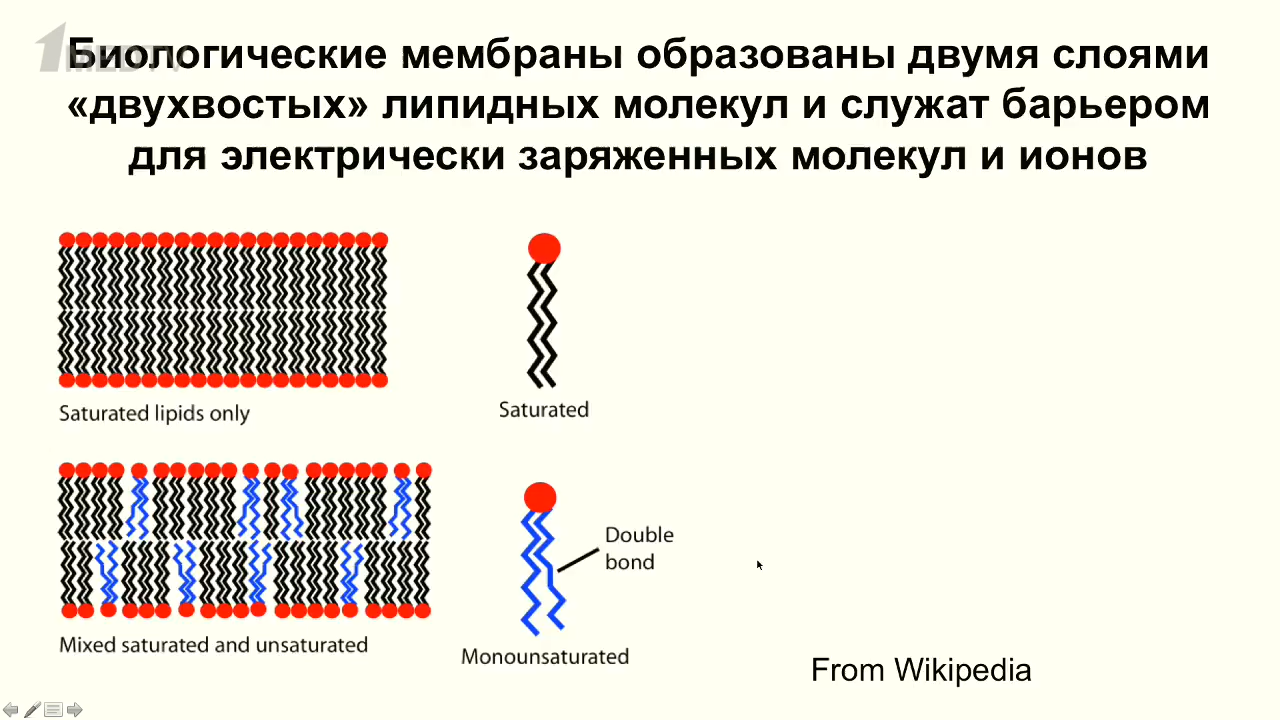 1MEDTV
Биологические мембраны образованы двумя слоями
«двухвостых» липидных молекул и служат барьером
для электрически заряженных молекул и ионов
Saturated lipids only
Saturated
Double
bond
Mixed saturated and unsaturated
Monounsaturated
From Wikipedia